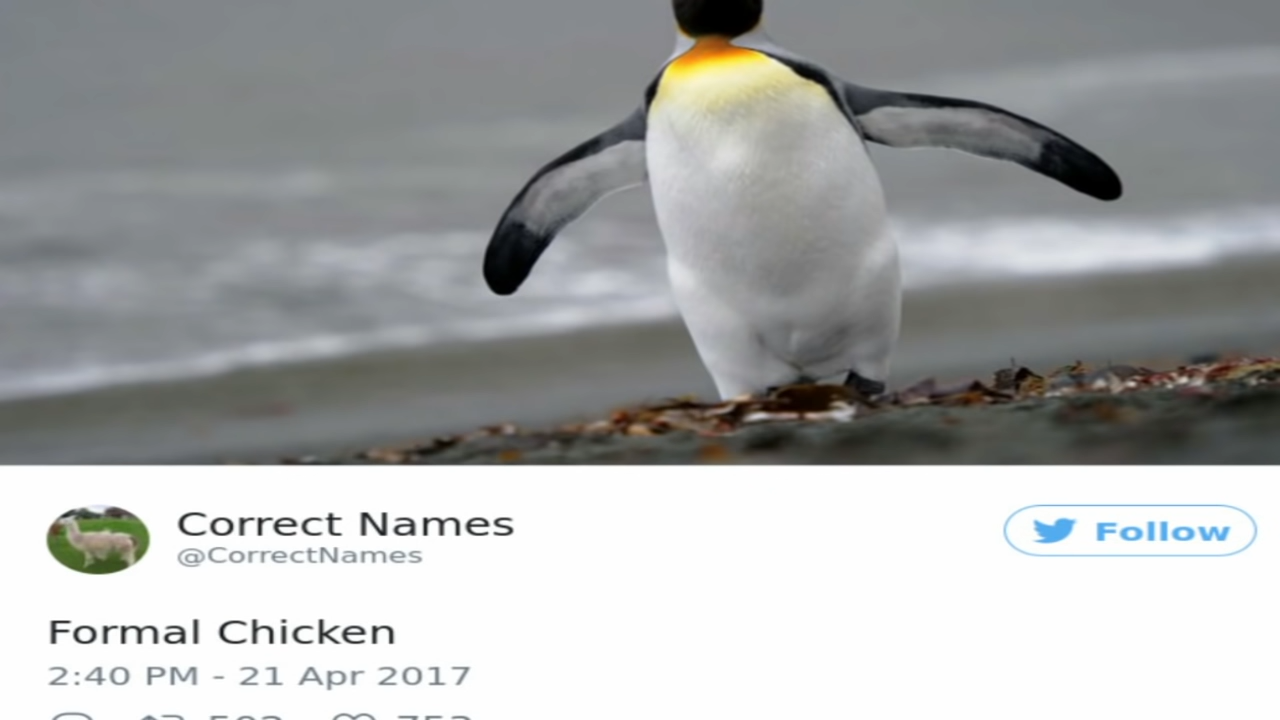 Correct Names
@CorrectNames
Follow
Formal Chicken
2:40 PM - 21 Apr 2017